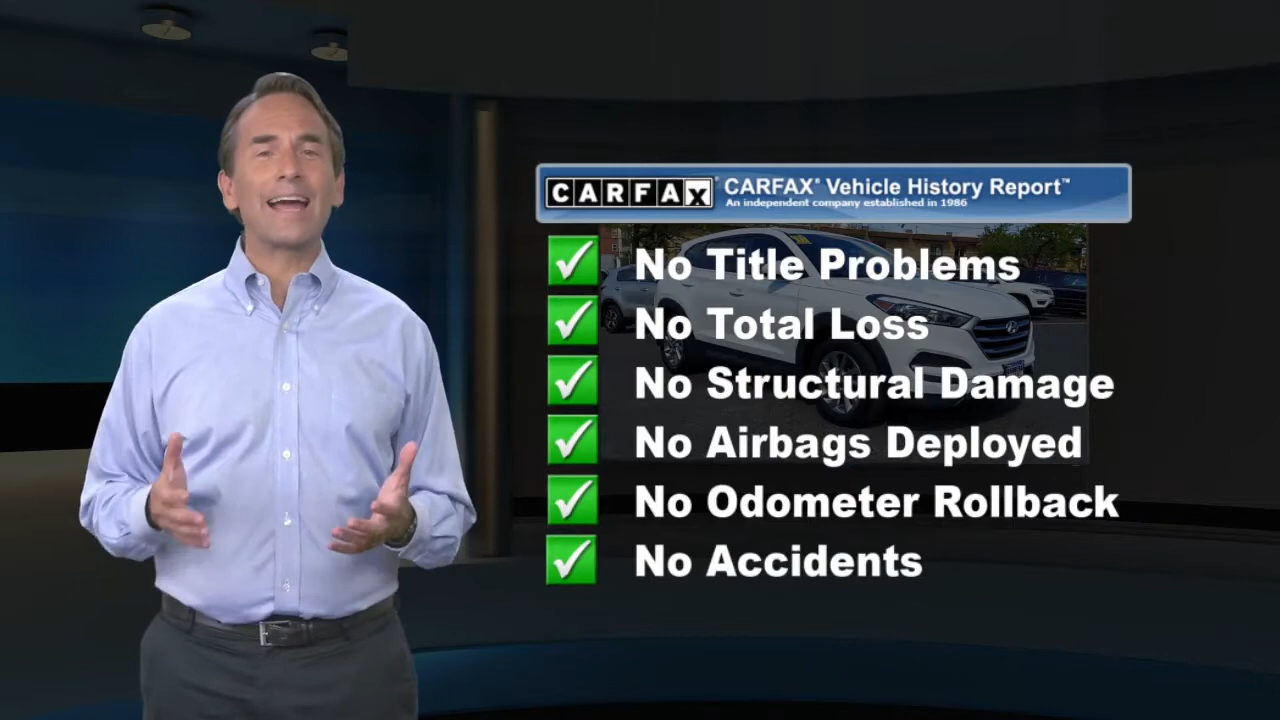 CARFAX® CARFAX® Vehicle History Report™
An independent company established in 1986
No Title Problems
No Total Loss
No Structural Damage
No Airbags Deployed
No Odometer Rollback
No Accidents